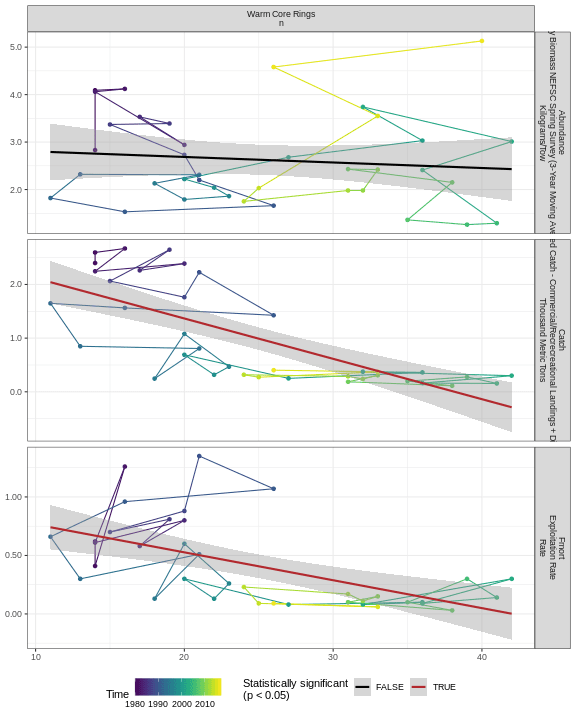 Warm Core Rings
n
5.0
4.0
3.0
2.0
Abundance
Biomass NEFSC Spring Survey (3-Year Moving
Kilograms/tow
2.0
1.0
0.0
Catch
Catch - Commercial/Recreational Landings +
Thousand Metric Tons
1.00
0.50
0.00
Fmort
Exploitation Rate
Rate
10
20
30
40
Time
1980 1990 2000 2010
Statistically significant
(p < 0.05)
FALSE
TRUE